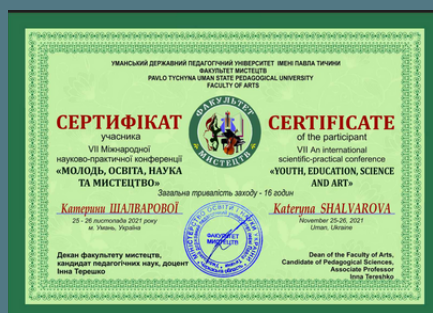 УМАНСЬКИЙ ДЕРЖАВНИЙ ПЕДАГОГІЧНИЙ УНІВЕРСИТЕТ ІМЕНІ ПАВЛА ТИЧИНИ
ФАКУЛЬТЕТ МИСТЕЦТВ
PAVLO TYCHYNA UMAN STATE PEDAGOGICAL UNIVERSITY
FACULTY OF ARTS
ФАКУЛЬТЕТ
МИСТЕЦТВ
СЕРТИФІКАТ
учасника
VII Міжнародної
науково-практичної конференції
«МОЛОДЬ, ОСВІТА, НАУКА
ТА МИСТЕЦТВО»
CERTIFICATE
of the participant
VII An international
scientific-practical conference
«YOUTH, EDUCATION, SCIENCE
AND ART»
Загальна тривалість заходу - 16 годин
Катерини ШАЛВАРОВОЇ
25 - 26 листопада 2021 року
м. Умань, Україна
Kateryna SHALVAROVA
November 25-26, 2021
Uman, Ukraine
ФАКУЛЬТЕТ
МИСТЕЦТВ
Декан факультету мистецтв,
кандидат педагогічних наук, доцент
Інна Терешко
Dean of the Faculty of Arts,
Candidate of Pedagogical Sciences,
Associate Professor
Inna Tereshko